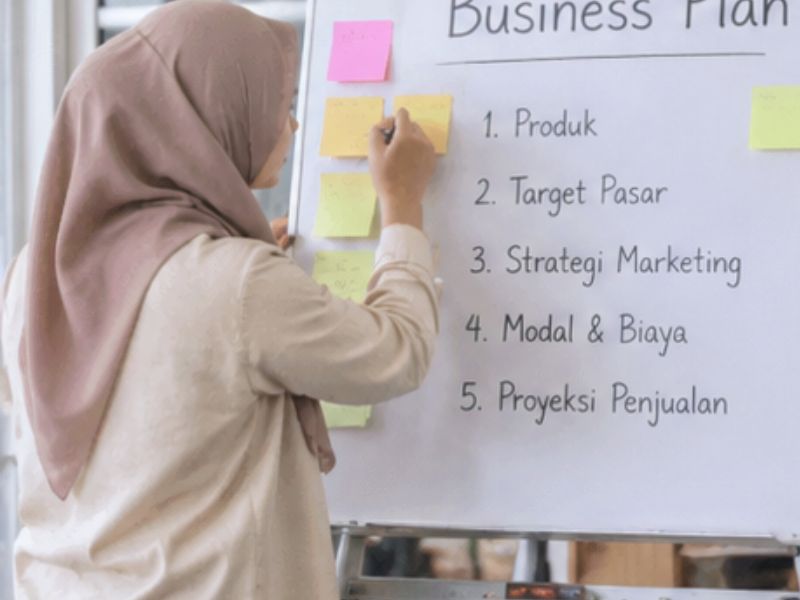 Business Plan
1. Produk
2. Target Pasar
3. Strategi Marketing
4. Modal & Biaya
5. Proyeksi Penjualan